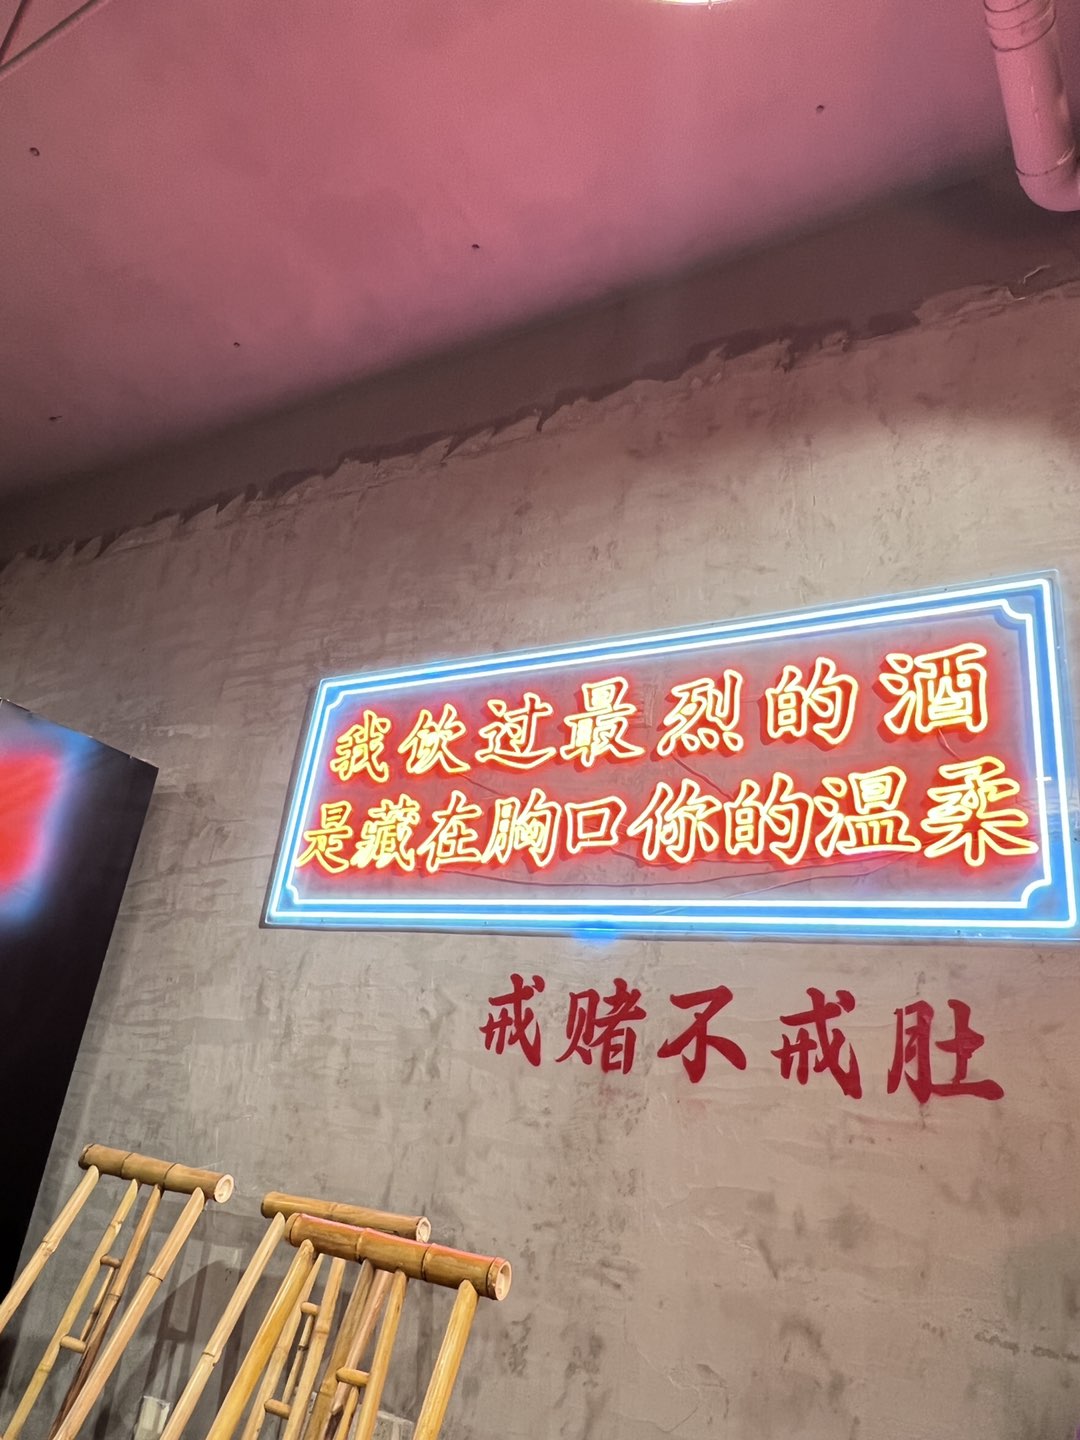 我饮过最烈的酒
是藏在胸口你的温柔
戒赌不戒肚